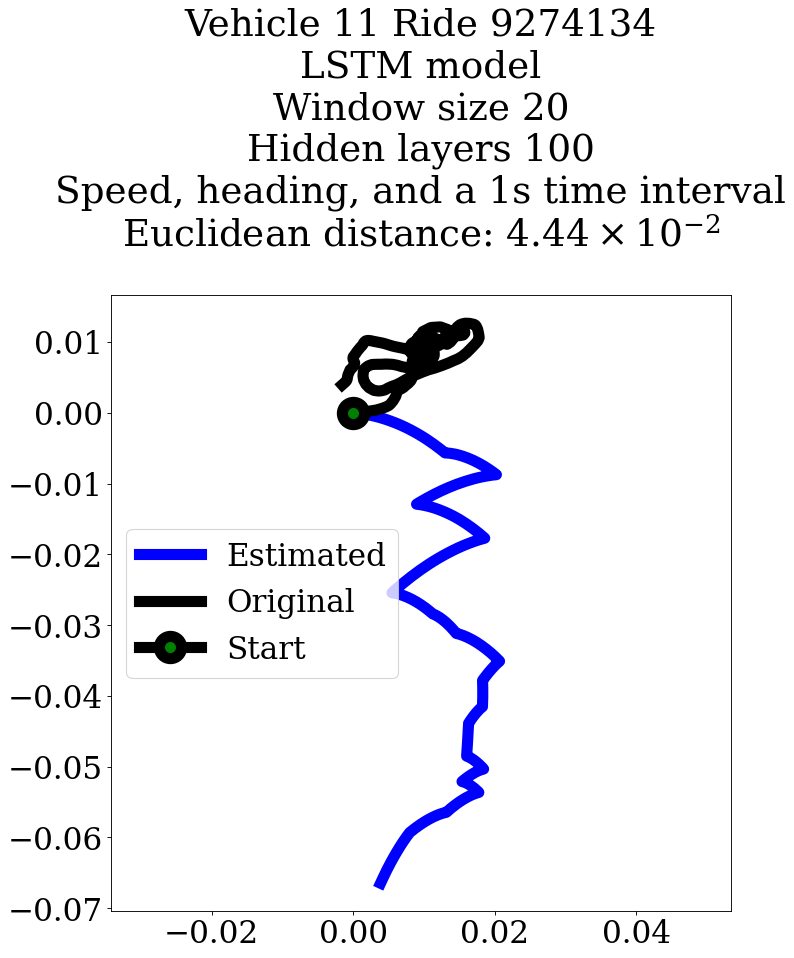 Vehicle 11 Ride 9274134
LSTM model
Window size 20
Hidden layers 100
Speed, heading, and a 1s time interval
Euclidean distance: 4.44 × 10⁻²
0.01
0.00
−0.01
−0.02
−0.03
−0.04
−0.05
−0.06
−0.07
Estimated
Original
Start
−0.02 0.00 0.02 0.04